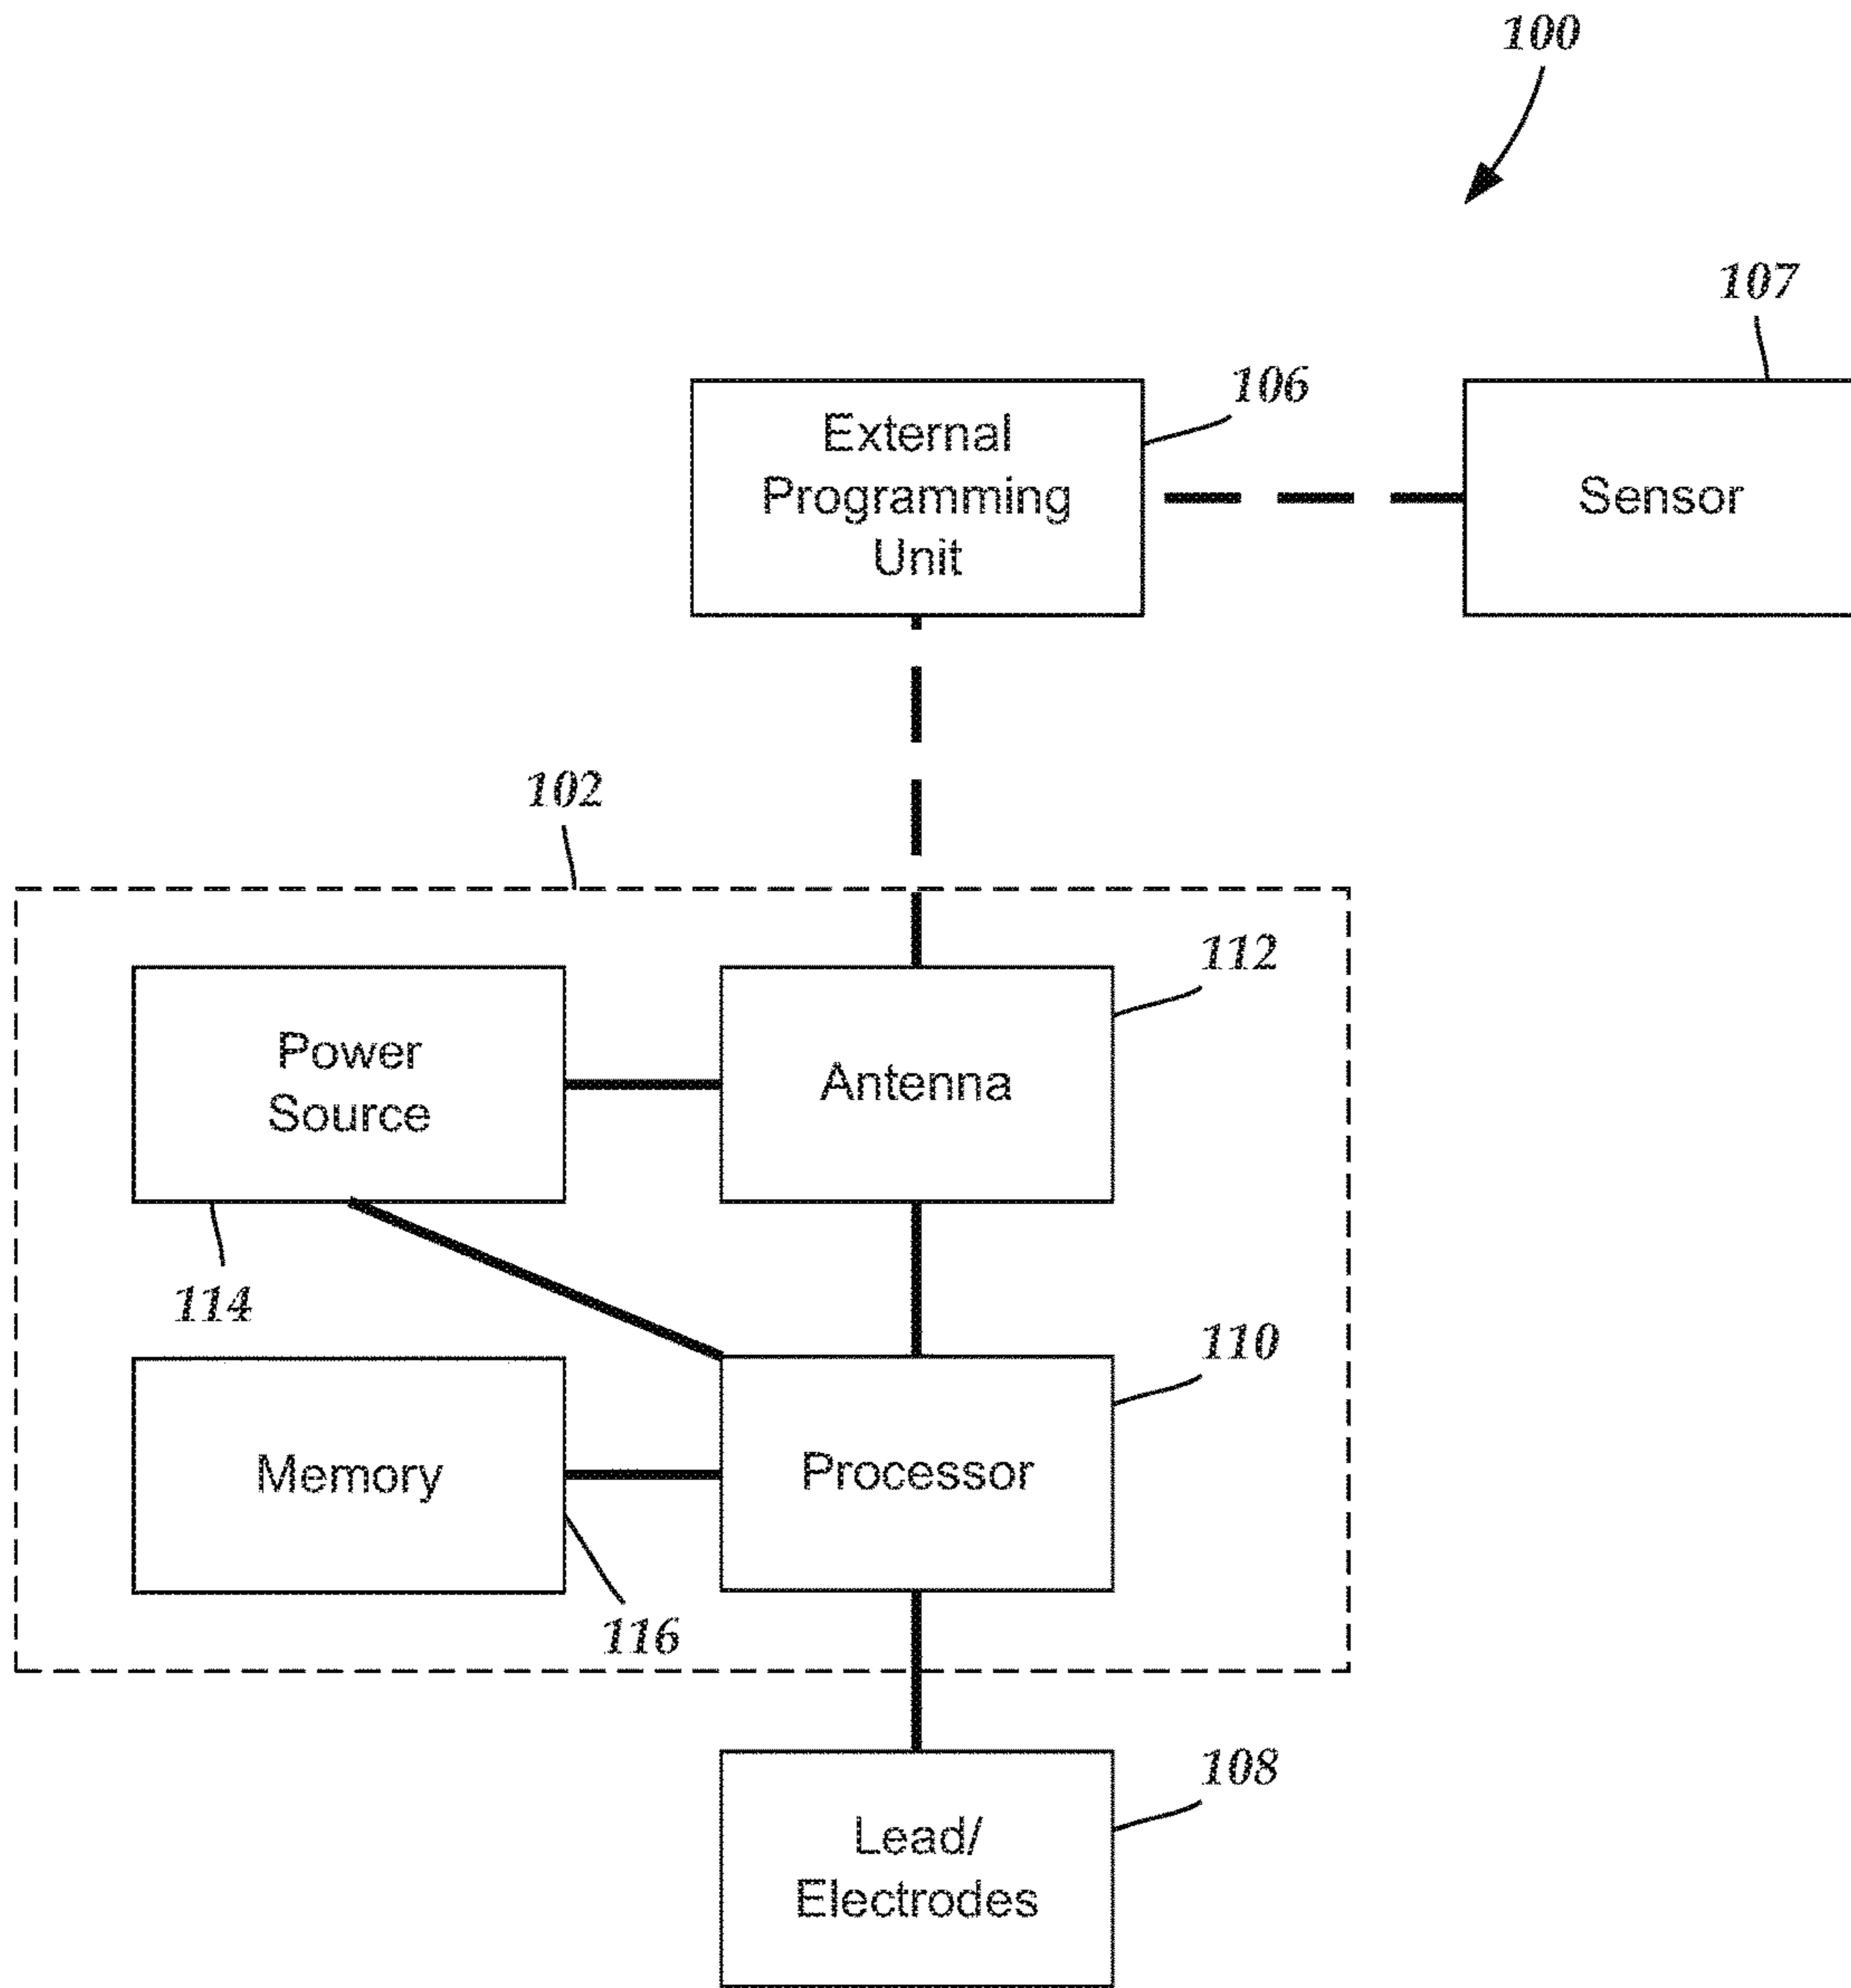 100
107
106
External
Programming
Unit
Sensor
102
112
Power
Source
Antenna
114
110
Memory
Processor
116
108
Lead/
Electrodes